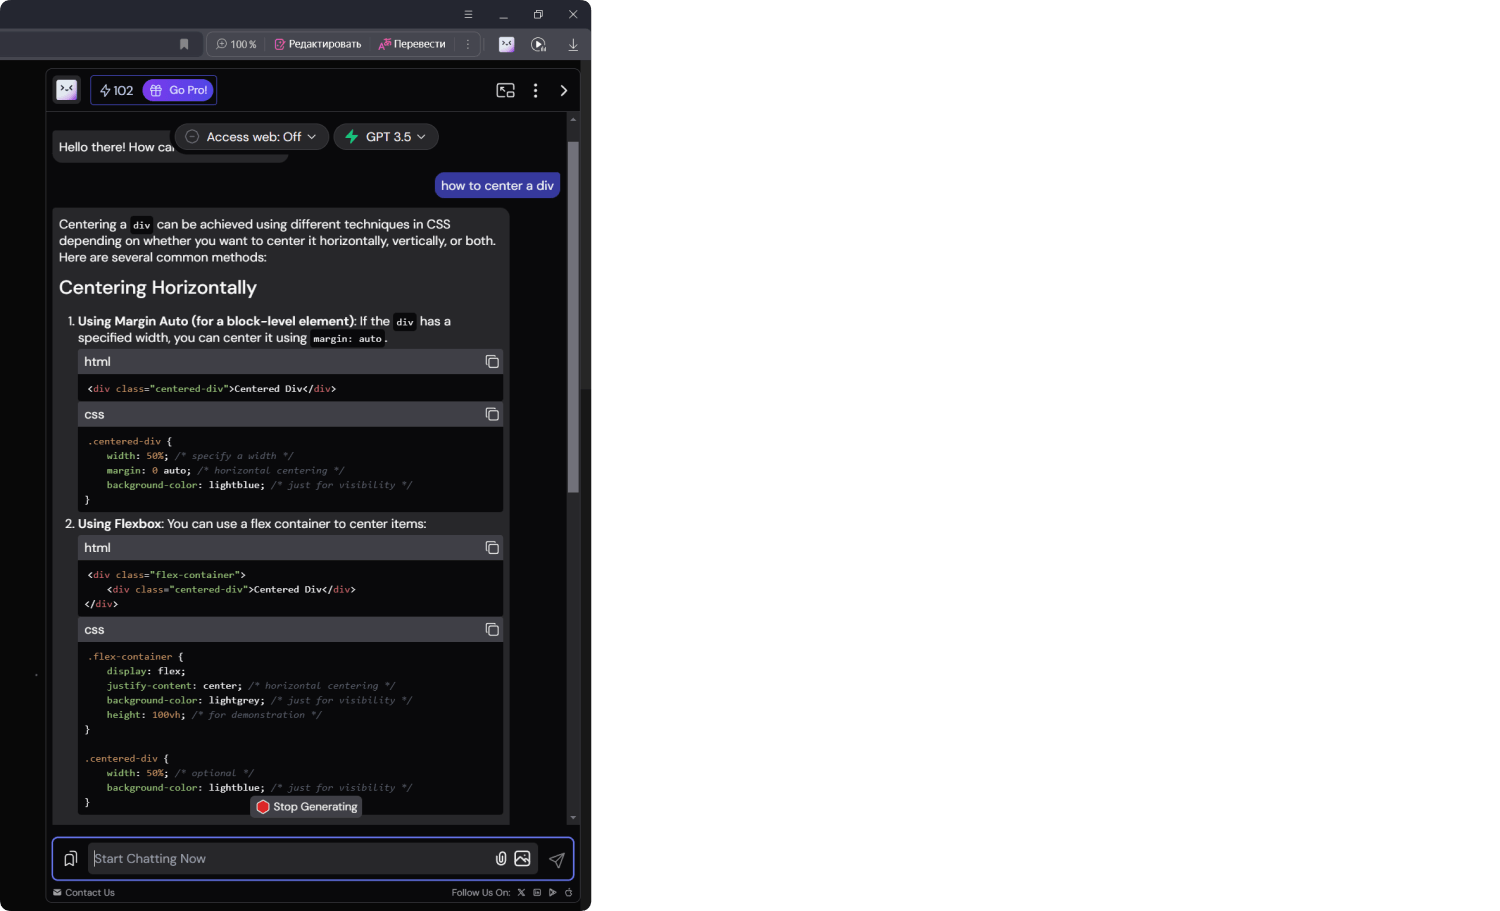 100 %
Редактировать
Перевести
102
Go Pro!
Access web: Off
GPT 3.5
Hello there! How ca
how to center a div
Centering a div can be achieved using different techniques in CSS
depending on whether you want to center it horizontally, vertically, or both.
Here are several common methods:
Centering Horizontally
1. Using Margin Auto (for a block-level element): If the div has a
specified width, you can center it using margin: auto.
html
<div class="centered-div">Centered Div</div>
css
.centered-div {
width: 50%; /* specify a width */
margin: 0 auto; /* horizontal centering */
background-color: lightblue; /* just for visibility */
}
2. Using Flexbox: You can use a flex container to center items:
html
<div class="flex-container">
<div class="centered-div">Centered Div</div>
</div>
css
.flex-container {
display: flex;
justify-content: center; /* horizontal centering */
background-color: lightgrey; /* just for visibility */
height: 100vh; /* for demonstration */
}
.centered-div {
width: 50%; /* optional */
background-color: lightblue; /* just for visibility */
}
Stop Generating
Start Chatting Now
Contact Us
Follow Us On: